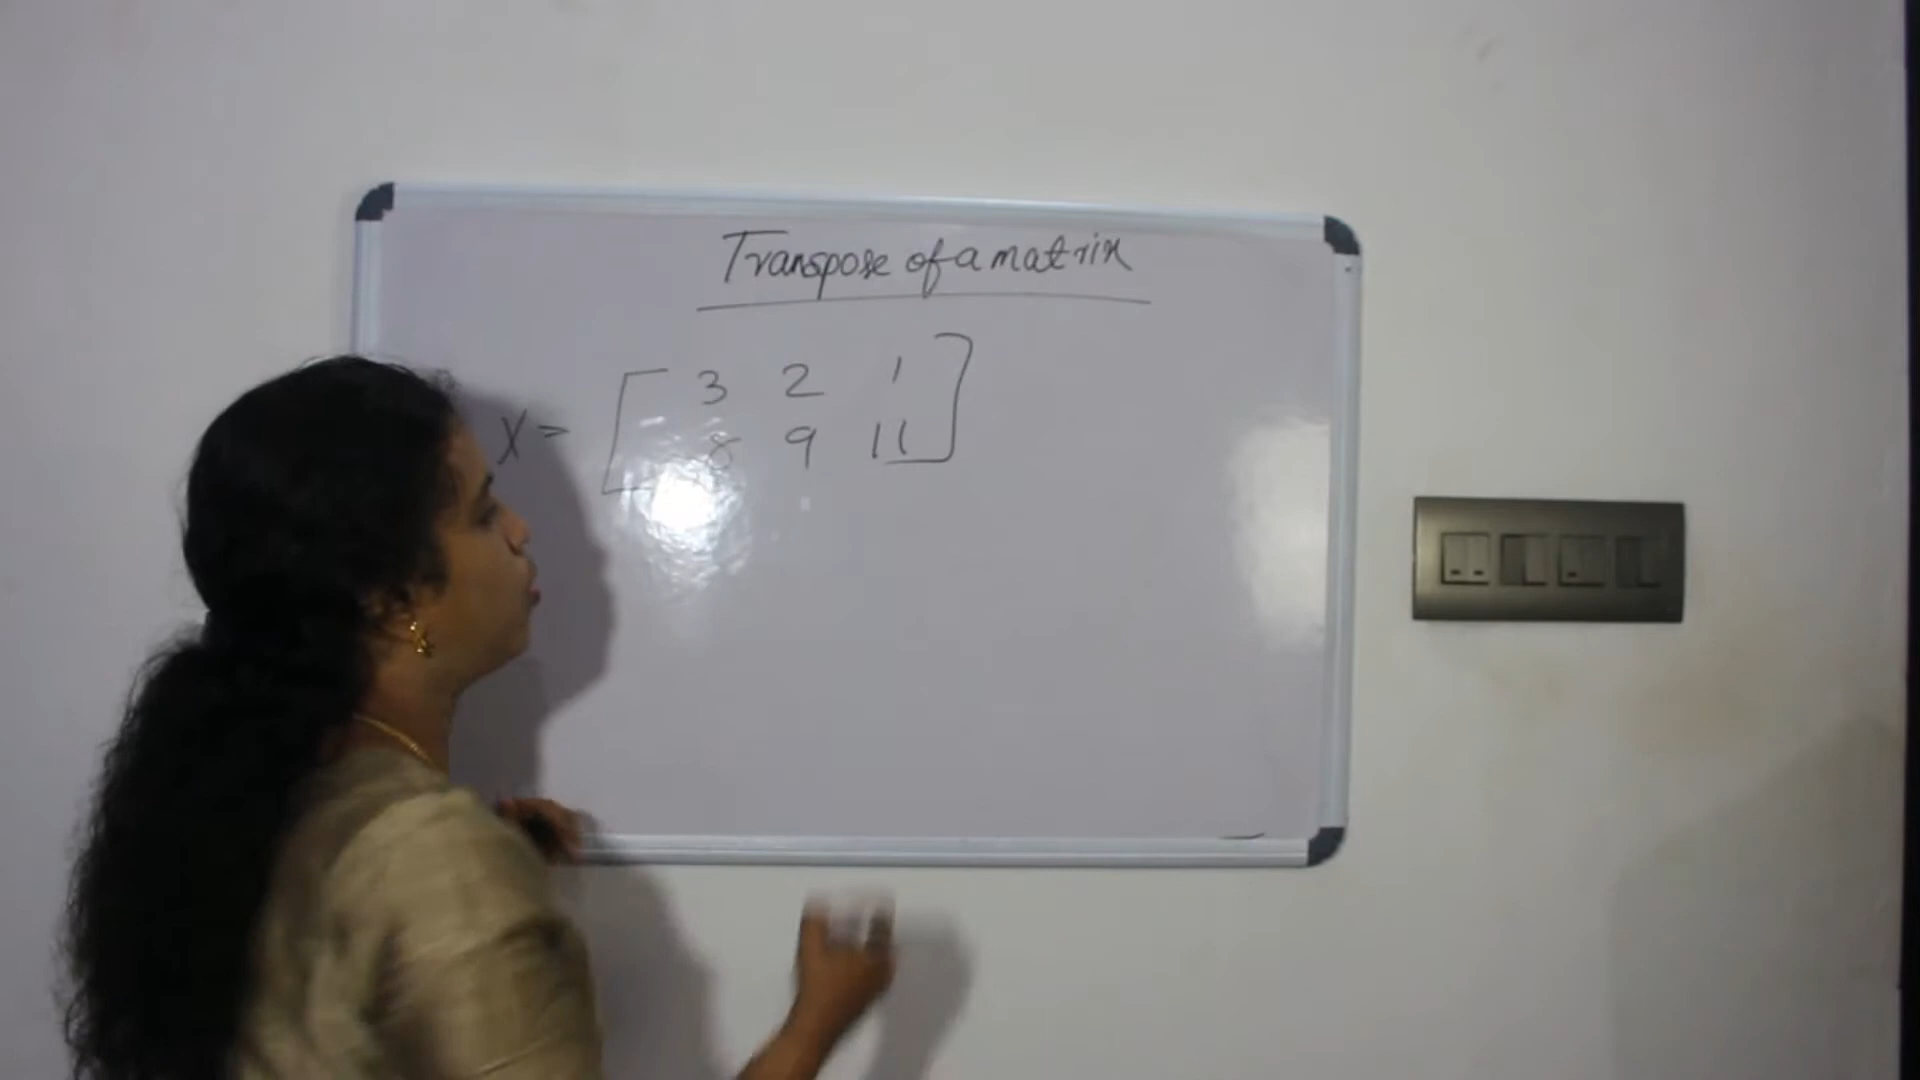 Transpose of a matrix
X = [ 3 2 1
8 9 11 ]